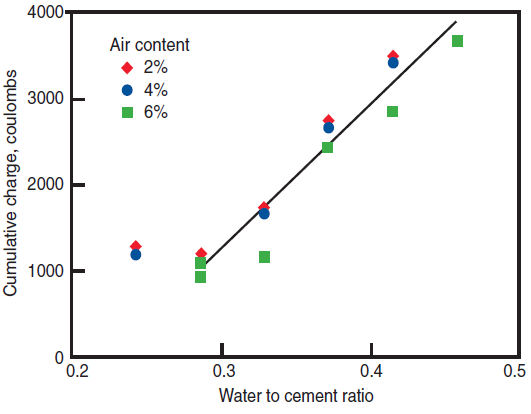 4000
Air content
2%
4%
6%
3000
2000
1000
0
Cumulative charge, coulombs
0.2 0.3 0.4 0.5
Water to cement ratio